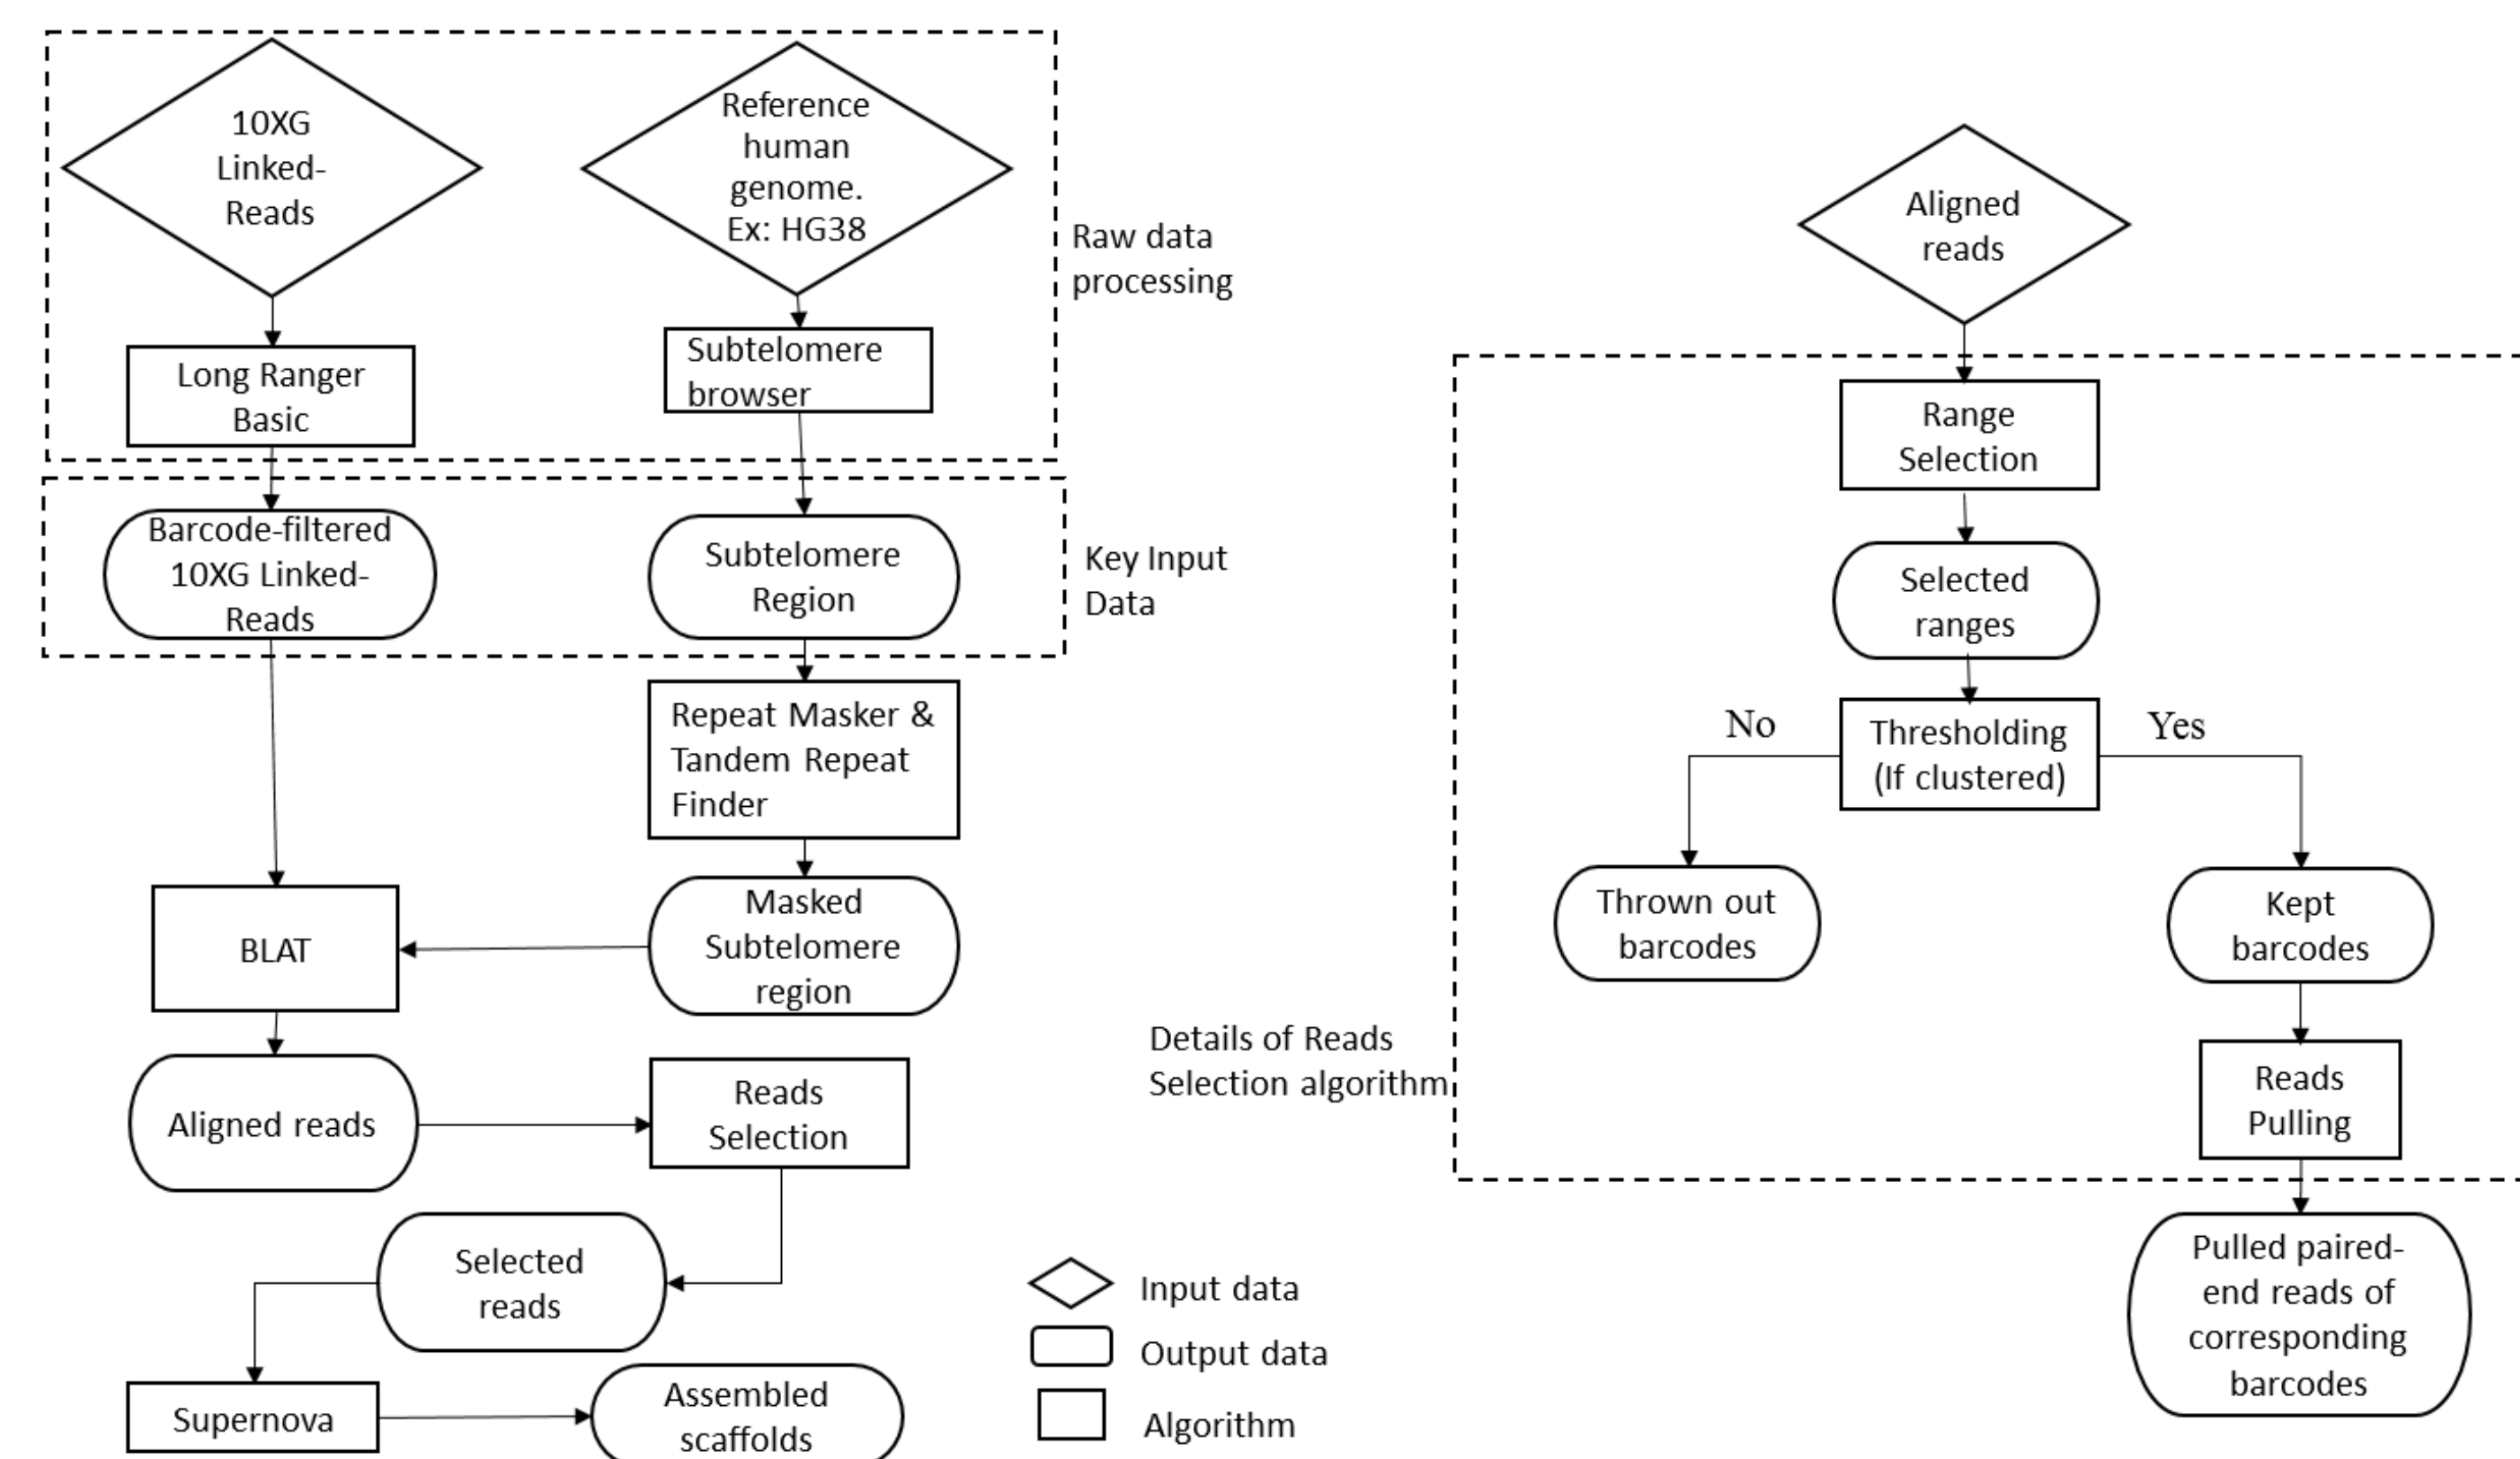 10XG
Linked-
Reads
Reference
human
genome.
Ex: HG38
Raw data
processing
Long Ranger
Basic
Subtelomere
browser
Barcode-filtered
10XG Linked-
Reads
Subtelomere
Region
Key Input
Data
Repeat Masker &
Tandem Repeat
Finder
BLAT
Masked
Subtelomere
region
Aligned reads
Reads
Selection
Selected
reads
Supernova
Assembled
scaffolds
Input data
Output data
Algorithm
Aligned
reads
Range
Selection
Selected
ranges
No
Thresholding
(If clustered)
Yes
Thrown out
barcodes
Kept
barcodes
Details of Reads
Selection algorithm
Reads
Pulling
Pulled paired-
end reads of
corresponding
barcodes